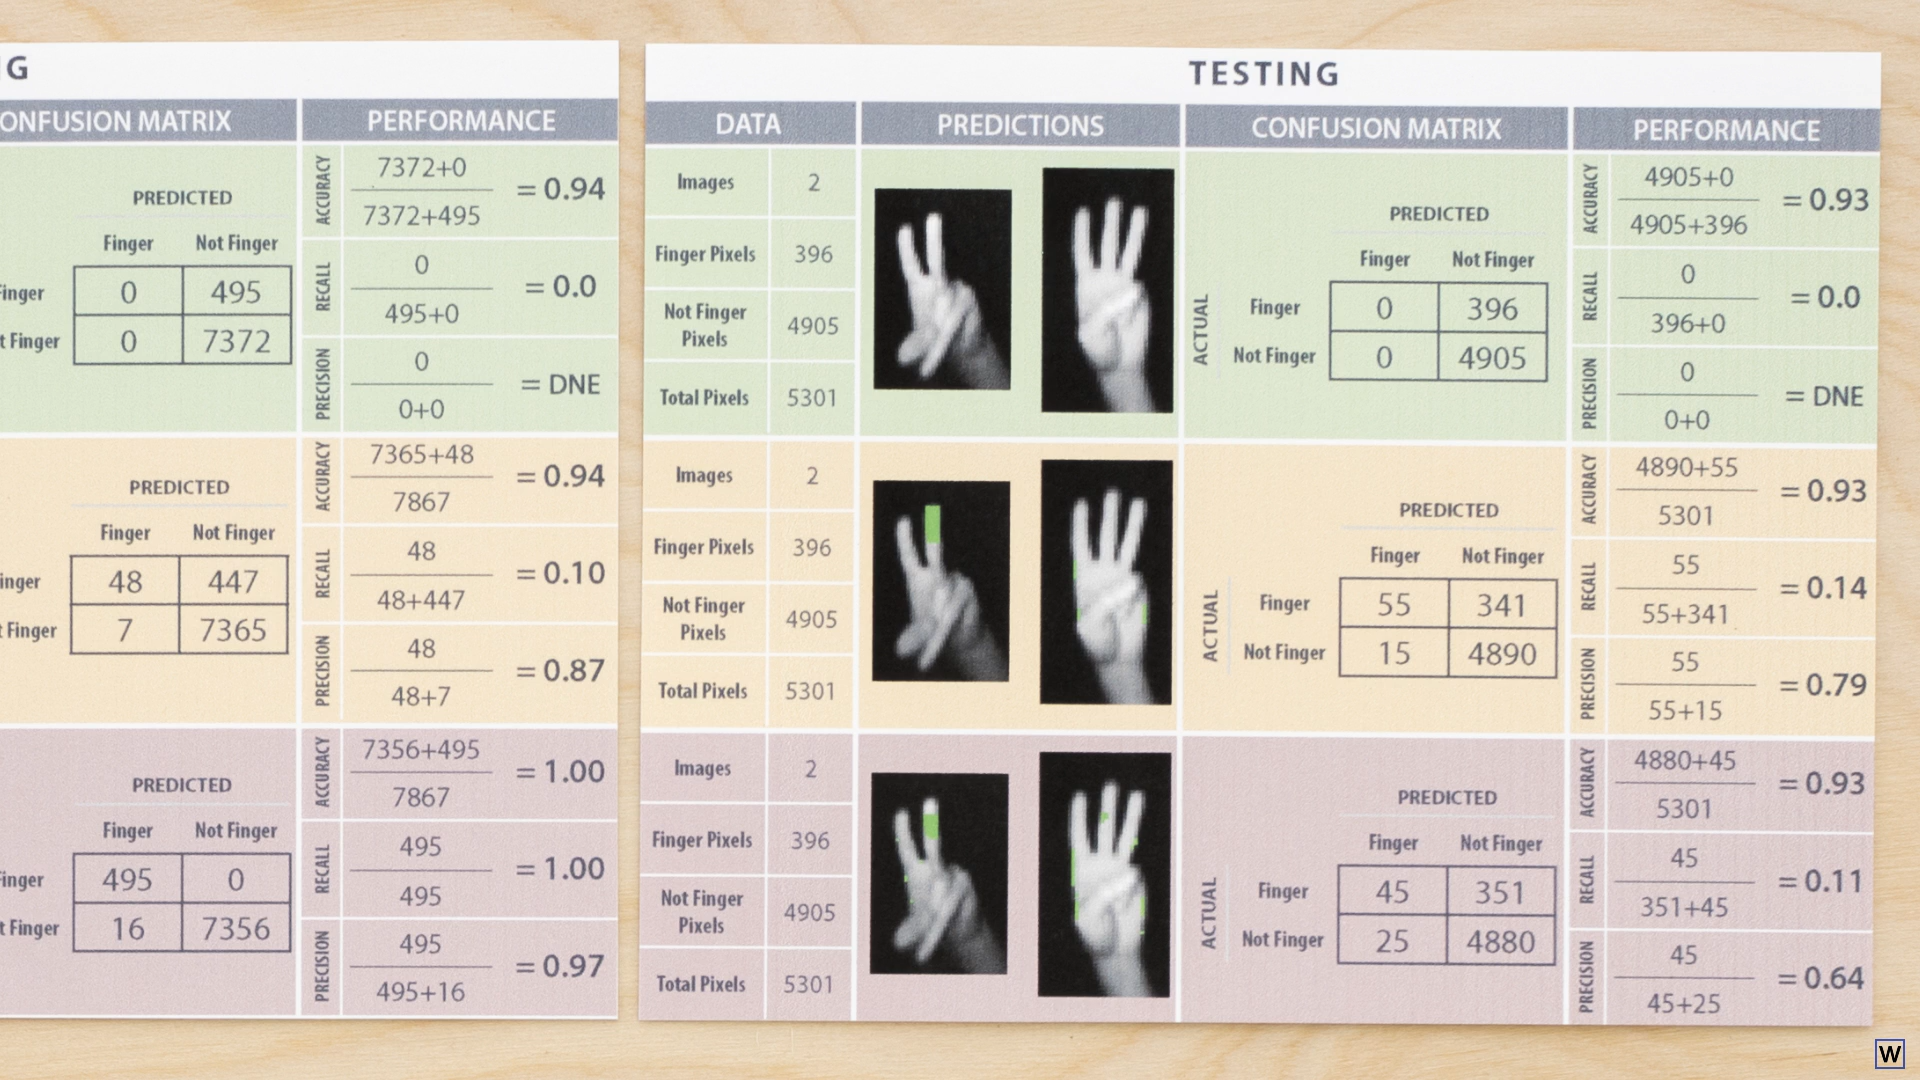 G
ONFUSION MATRIX
PERFORMANCE
PREDICTED
Finger Not Finger
inger 0 495
t Finger 0 7372
ACCURACY
7372+0
7372+495
= 0.94
RECALL
0
495+0
= 0.0
PRECISION
0
0+0
= DNE
PREDICTED
Finger Not Finger
inger 48 447
t Finger 7 7365
ACCURACY
7365+48
7867
= 0.94
RECALL
48
48+447
= 0.10
PRECISION
48
48+7
= 0.87
PREDICTED
Finger Not Finger
inger 495 0
t Finger 16 7356
ACCURACY
7356+495
7867
= 1.00
RECALL
495
495
= 1.00
PRECISION
495
495+16
= 0.97
TESTING
DATA PREDICTIONS CONFUSION MATRIX PERFORMANCE
Images 2
Finger Pixels 396
Not Finger
Pixels 4905
Total Pixels 5301
PREDICTED
Finger Not Finger
ACTUAL
Finger 0 396
Not Finger 0 4905
ACCURACY
4905+0
4905+396
= 0.93
RECALL
0
396+0
= 0.0
PRECISION
0
0+0
= DNE
Images 2
Finger Pixels 396
Not Finger
Pixels 4905
Total Pixels 5301
PREDICTED
Finger Not Finger
ACTUAL
Finger 55 341
Not Finger 15 4890
ACCURACY
4890+55
5301
= 0.93
RECALL
55
55+341
= 0.14
PRECISION
55
55+15
= 0.79
Images 2
Finger Pixels 396
Not Finger
Pixels 4905
Total Pixels 5301
PREDICTED
Finger Not Finger
ACTUAL
Finger 45 351
Not Finger 25 4880
ACCURACY
4880+45
5301
= 0.93
RECALL
45
351+45
= 0.11
PRECISION
45
45+25
= 0.64
W